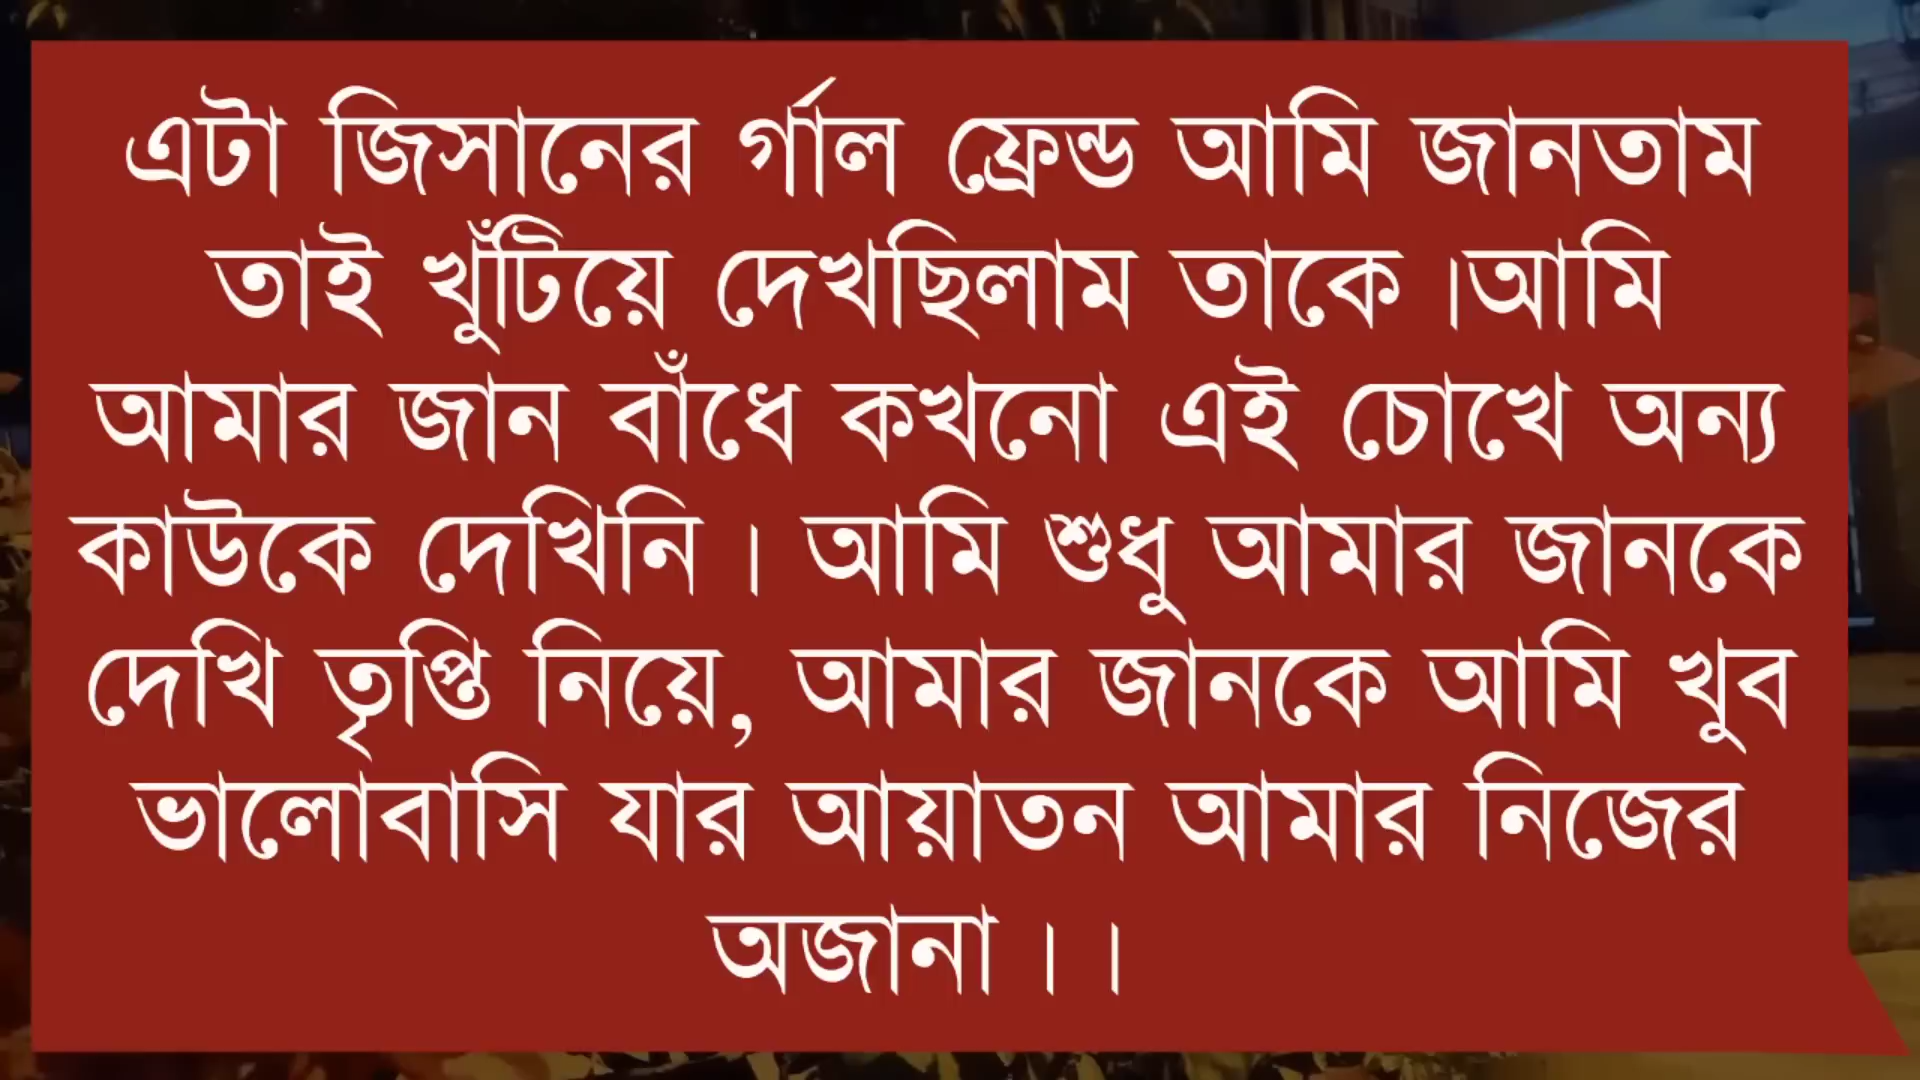 এটা জিসানের র্গাল ফ্রেন্ড আমি জানতাম
তাই খুঁটিয়ে দেখছিলাম তাকে ।আমি
আমার জান বাঁধে কখনো এই চোখে অন্য
কাউকে দেখিনি । আমি শুধু আমার জানকে
দেখি তৃপ্তি নিয়ে, আমার জানকে আমি খুব
ভালোবাসি যার আয়াতন আমার নিজের
অজানা । ।